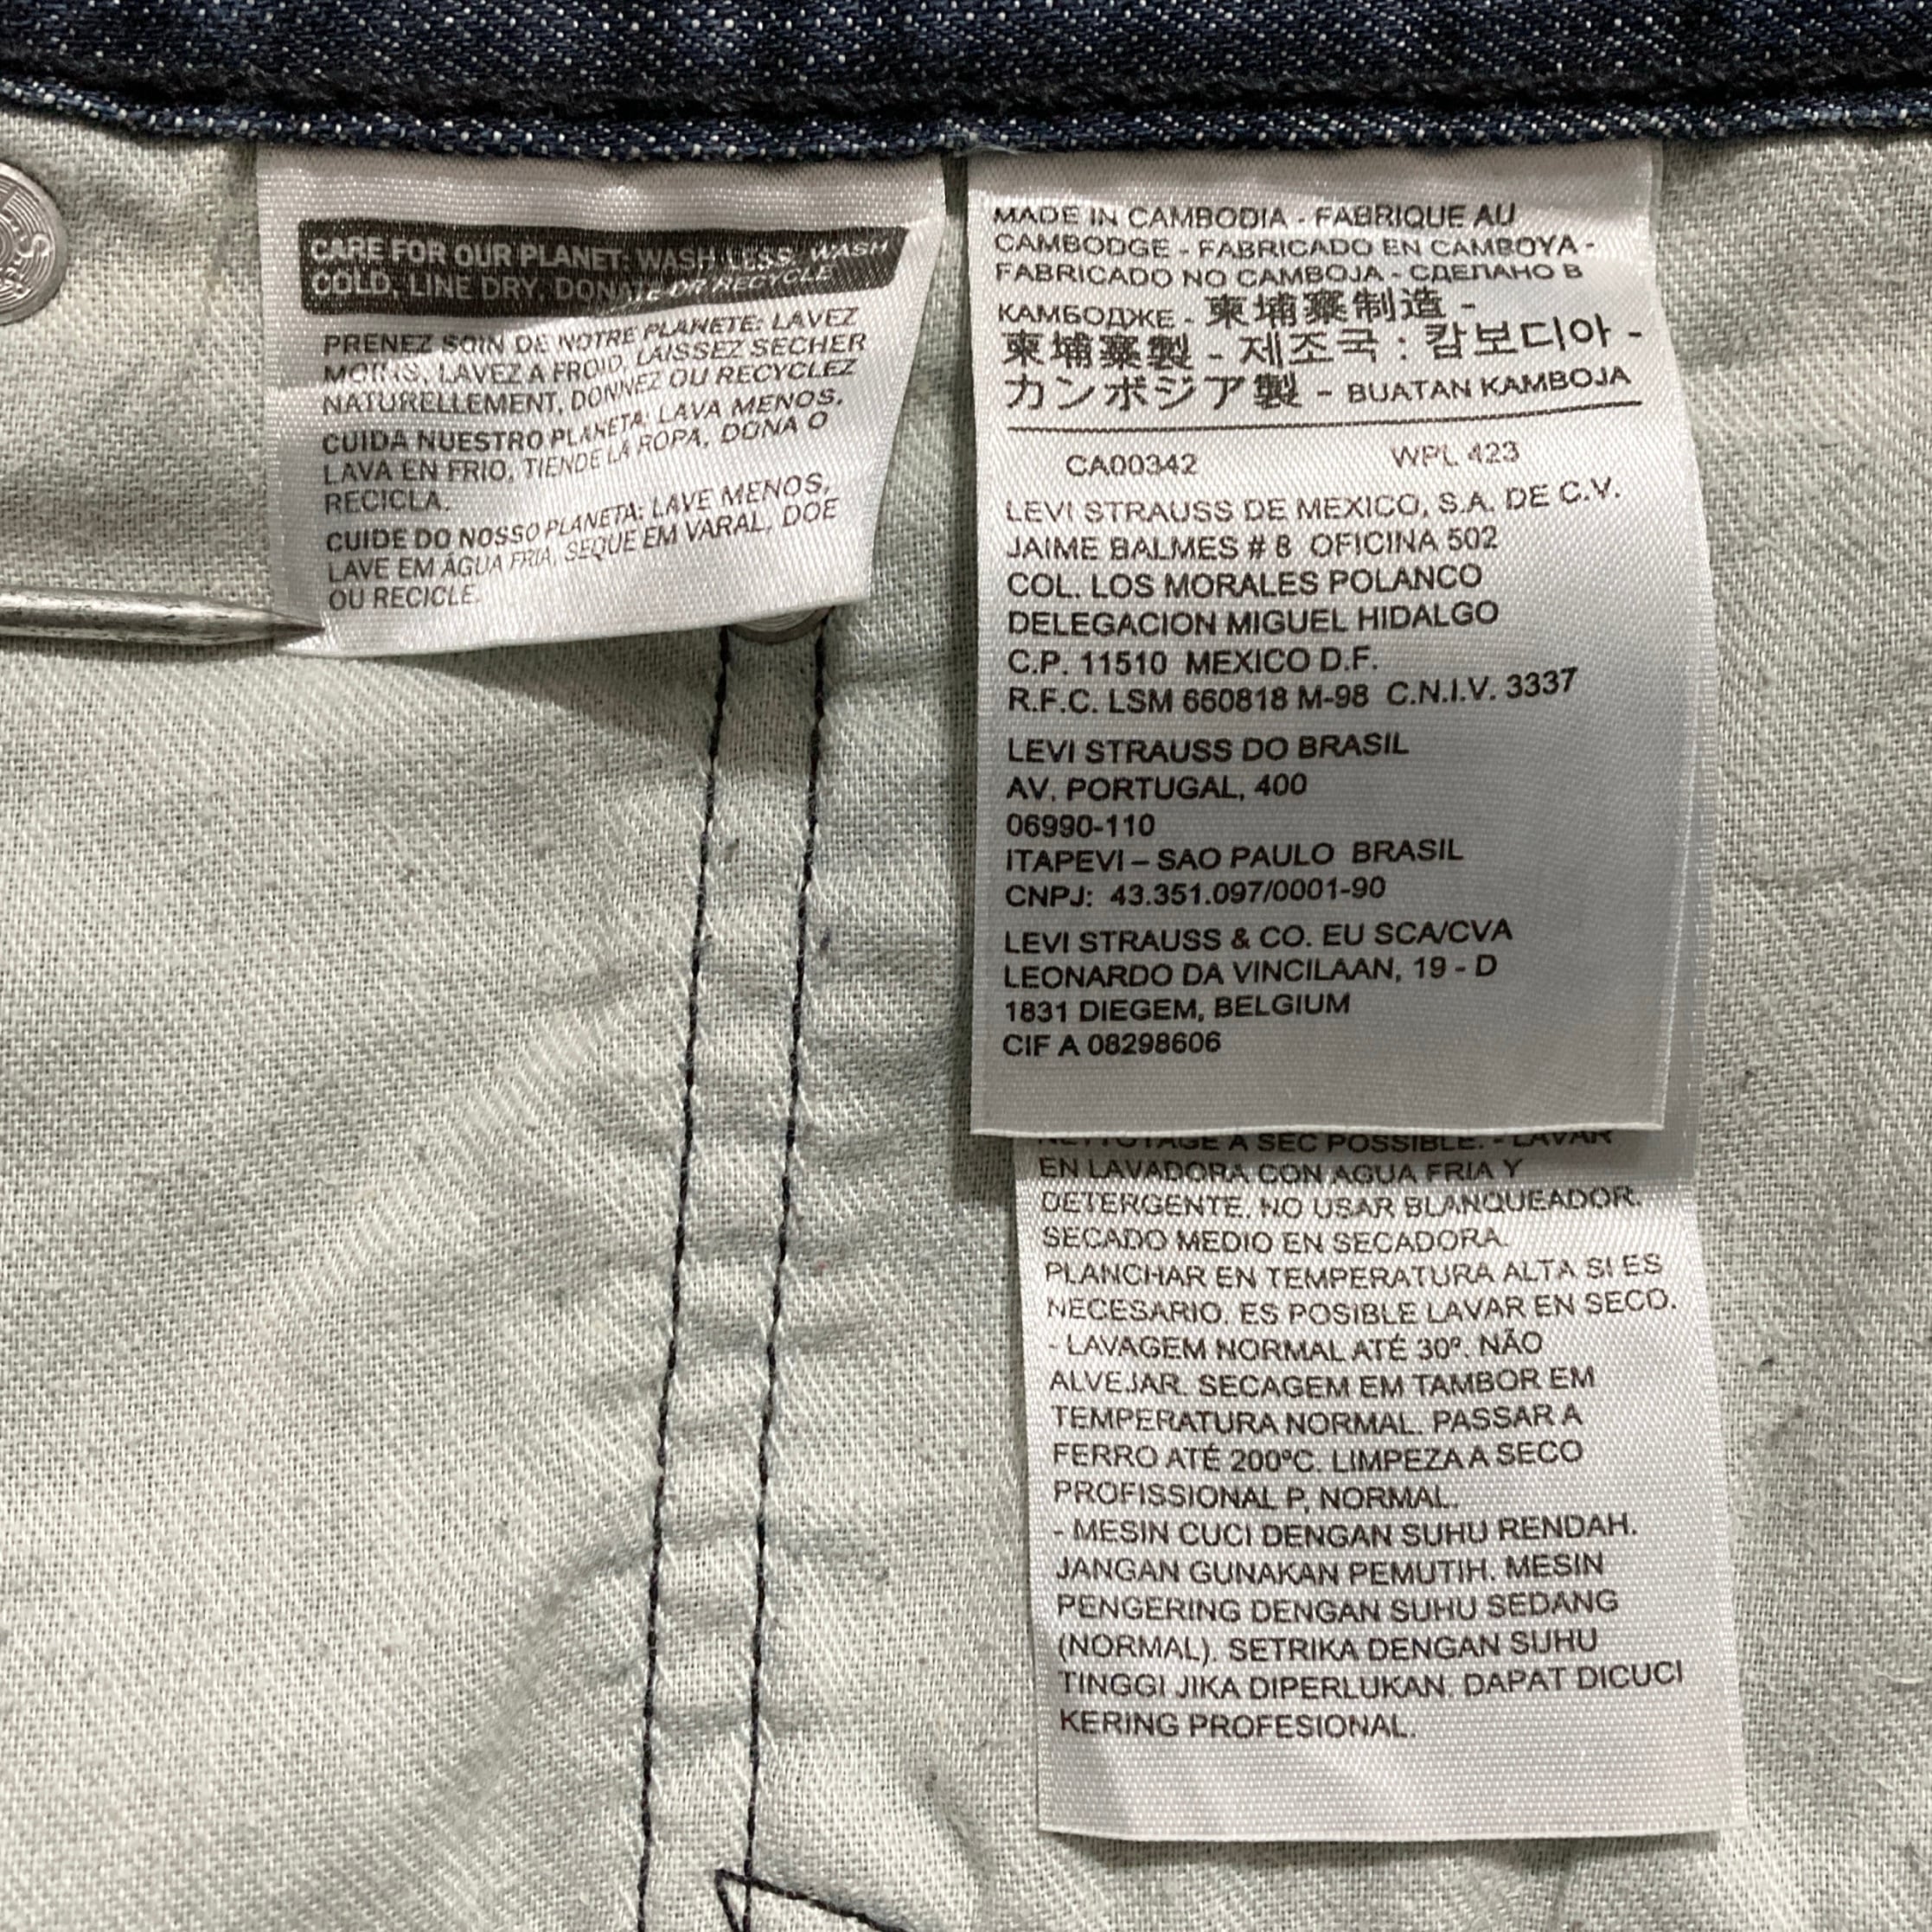 CARE FOR OUR PLANET: WASH LESS, WASH
COLD, LINE DRY, DONATE OR RECYCLE
PRENEZ SOIN DE NOTRE PLANETE: LAVEZ
MOINS, LAVEZ A FROID, LAISSEZ SECHER
NATURELLEMENT, DONNEZ OU RECYCLEZ
CUIDA NUESTRO PLANETA: LAVA MENOS,
LAVA EN FRIO, TIENDE LA ROPA, DONA O
RECICLA.
CUIDE DO NOSSO PLANETA: LAVE MENOS,
LAVE EM ÁGUA FRIA, SEQUE EM VARAL, DOE
OU RECICLE.
MADE IN CAMBODIA - FABRIQUE AU
CAMBODGE - FABRICADO EN CAMBOYA -
FABRICADO NO CAMBOJA - СДЕЛАНО В
КАМБОДЖЕ - 柬埔寨制造 -
柬埔寨製 - 제조국 : 캄보디아 -
カンボジア製 - BUATAN KAMBOJA
CA00342 WPL 423
LEVI STRAUSS DE MEXICO, S.A. DE C.V.
JAIME BALMES # 8 OFICINA 502
COL. LOS MORALES POLANCO
DELEGACION MIGUEL HIDALGO
C.P. 11510 MEXICO D.F.
R.F.C. LSM 660818 M-98 C.N.I.V. 3337
LEVI STRAUSS DO BRASIL
AV. PORTUGAL, 400
06990-110
ITAPEVI – SAO PAULO BRASIL
CNPJ: 43.351.097/0001-90
LEVI STRAUSS & CO. EU SCA/CVA
LEONARDO DA VINCILAAN, 19 - D
1831 DIEGEM, BELGIUM
CIF A 08298606
NETTOYAGE A SEC POSSIBLE. - LAVAR
EN LAVADORA CON AGUA FRIA Y
DETERGENTE. NO USAR BLANQUEADOR.
SECADO MEDIO EN SECADORA.
PLANCHAR EN TEMPERATURA ALTA SI ES
NECESARIO. ES POSIBLE LAVAR EN SECO.
- LAVAGEM NORMAL ATÉ 30º. NÃO
ALVEJAR. SECAGEM EM TAMBOR EM
TEMPERATURA NORMAL. PASSAR A
FERRO ATÉ 200ºC. LIMPEZA A SECO
PROFISSIONAL P, NORMAL.
- MESIN CUCI DENGAN SUHU RENDAH.
JANGAN GUNAKAN PEMUTIH. MESIN
PENGERING DENGAN SUHU SEDANG
(NORMAL). SETRIKA DENGAN SUHU
TINGGI JIKA DIPERLUKAN. DAPAT DICUCI
KERING PROFESIONAL.